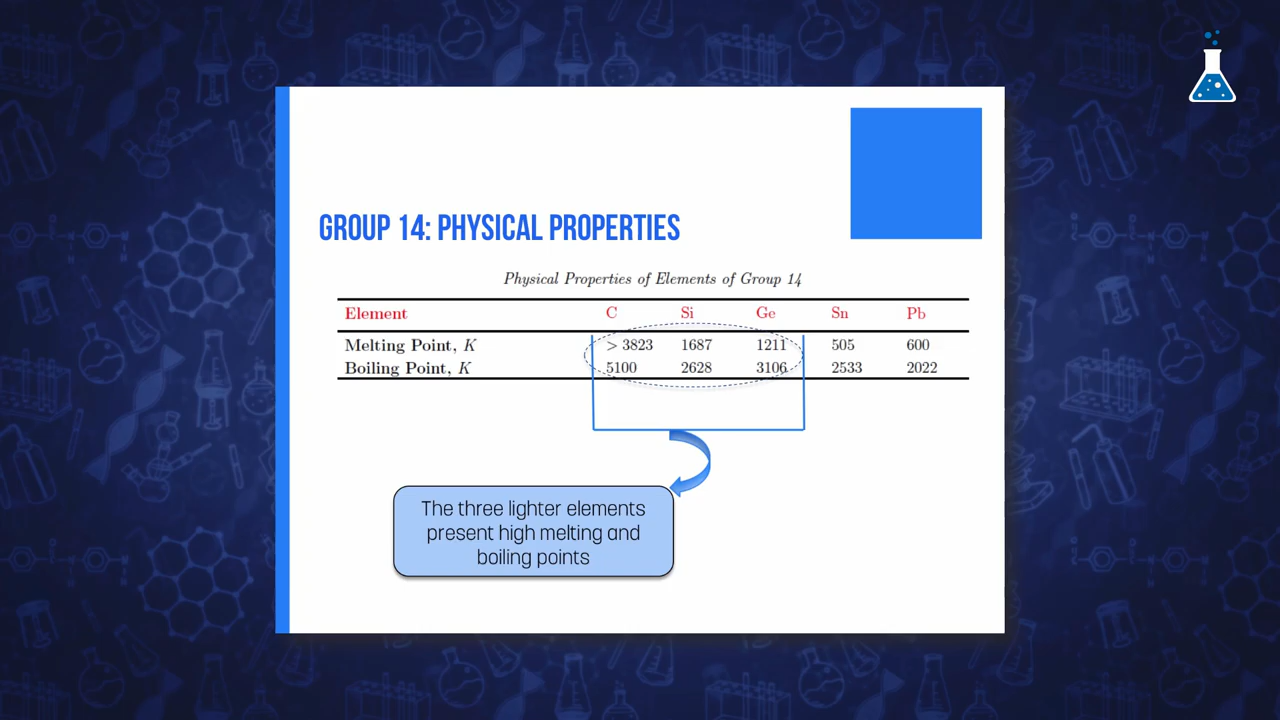 GROUP 14: PHYSICAL PROPERTIES
Physical Properties of Elements of Group 14
Element C Si Ge Sn Pb
Melting Point, K > 3823 1687 1211 505 600
Boiling Point, K 5100 2628 3106 2533 2022
The three lighter elements
present high melting and
boiling points